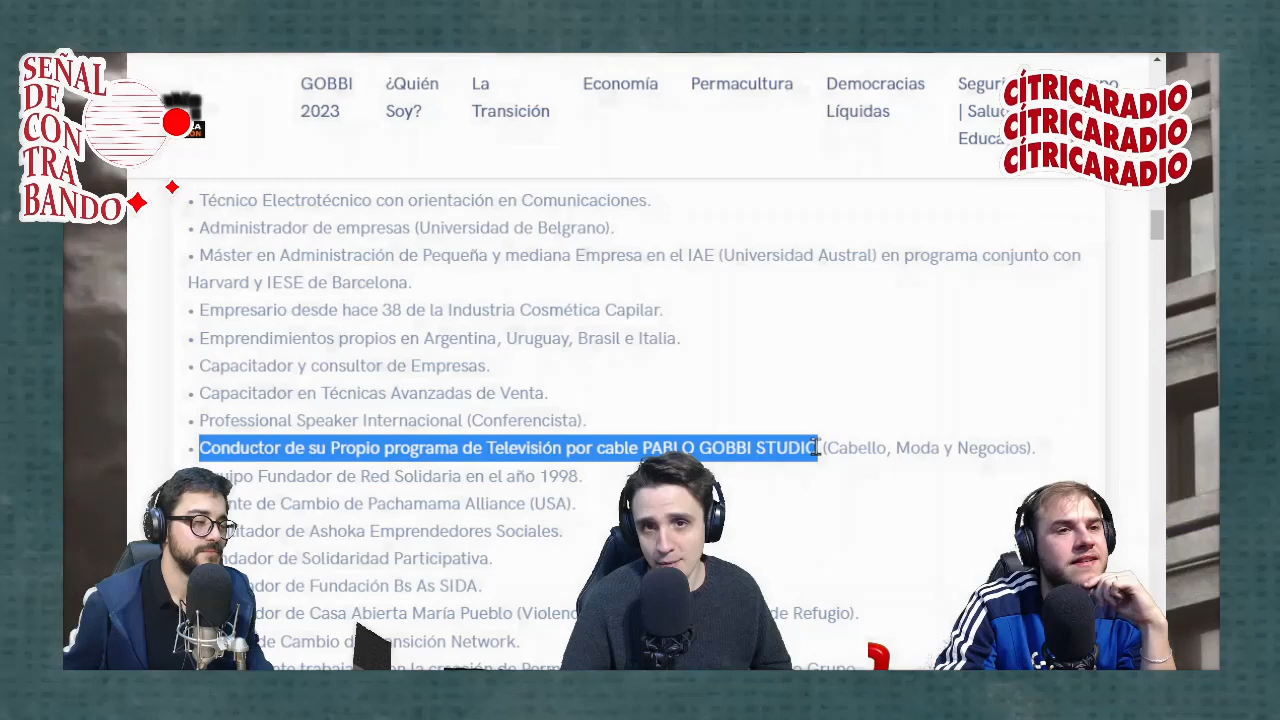 SEÑAL
DE
CON
TRA
BANDO
CÍTRICARADIO
CÍTRICARADIO
CÍTRICARADIO
GOBBI
2023
¿Quién
Soy?
La
Transición
Economía
Permacultura
Democracias
Líquidas
• Técnico Electrotécnico con orientación en Comunicaciones.
• Administrador de empresas (Universidad de Belgrano).
• Máster en Administración de Pequeña y mediana Empresa en el IAE (Universidad Austral) en programa conjunto con
Harvard y IESE de Barcelona.
• Empresario desde hace 38 de la Industria Cosmética Capilar.
• Emprendimientos propios en Argentina, Uruguay, Brasil e Italia.
• Capacitador y consultor de Empresas.
• Capacitador en Técnicas Avanzadas de Venta.
• Professional Speaker Internacional (Conferencista).
• Conductor de su Propio programa de Televisión por cable PABLO GOBBI STUDIO (Cabello, Moda y Negocios).
Fundador de Red Solidaria en el año 1998.
de Cambio de Pachamama Alliance (USA).
de Ashoka Emprendedores Sociales.
de Solidaridad Participativa.
de Fundación Bs As SIDA.
de Casa Abierta María Pueblo de Refugio).
de Cambio Transición Network.